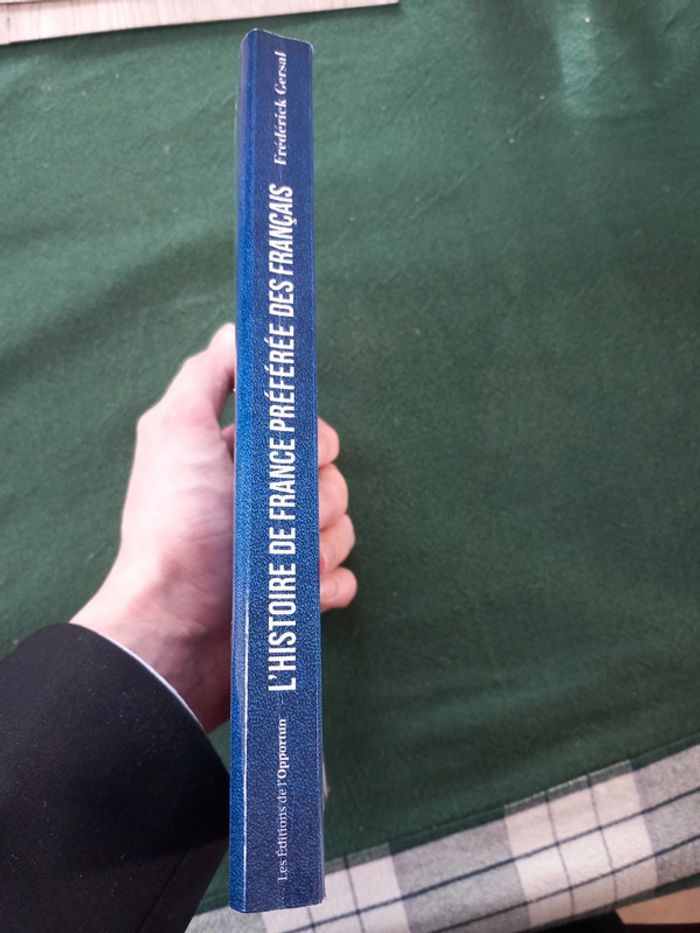 Les Éditions de l'Opportun
L'HISTOIRE DE FRANCE PRÉFÉRÉE DES FRANÇAIS
Frédérick Gersal